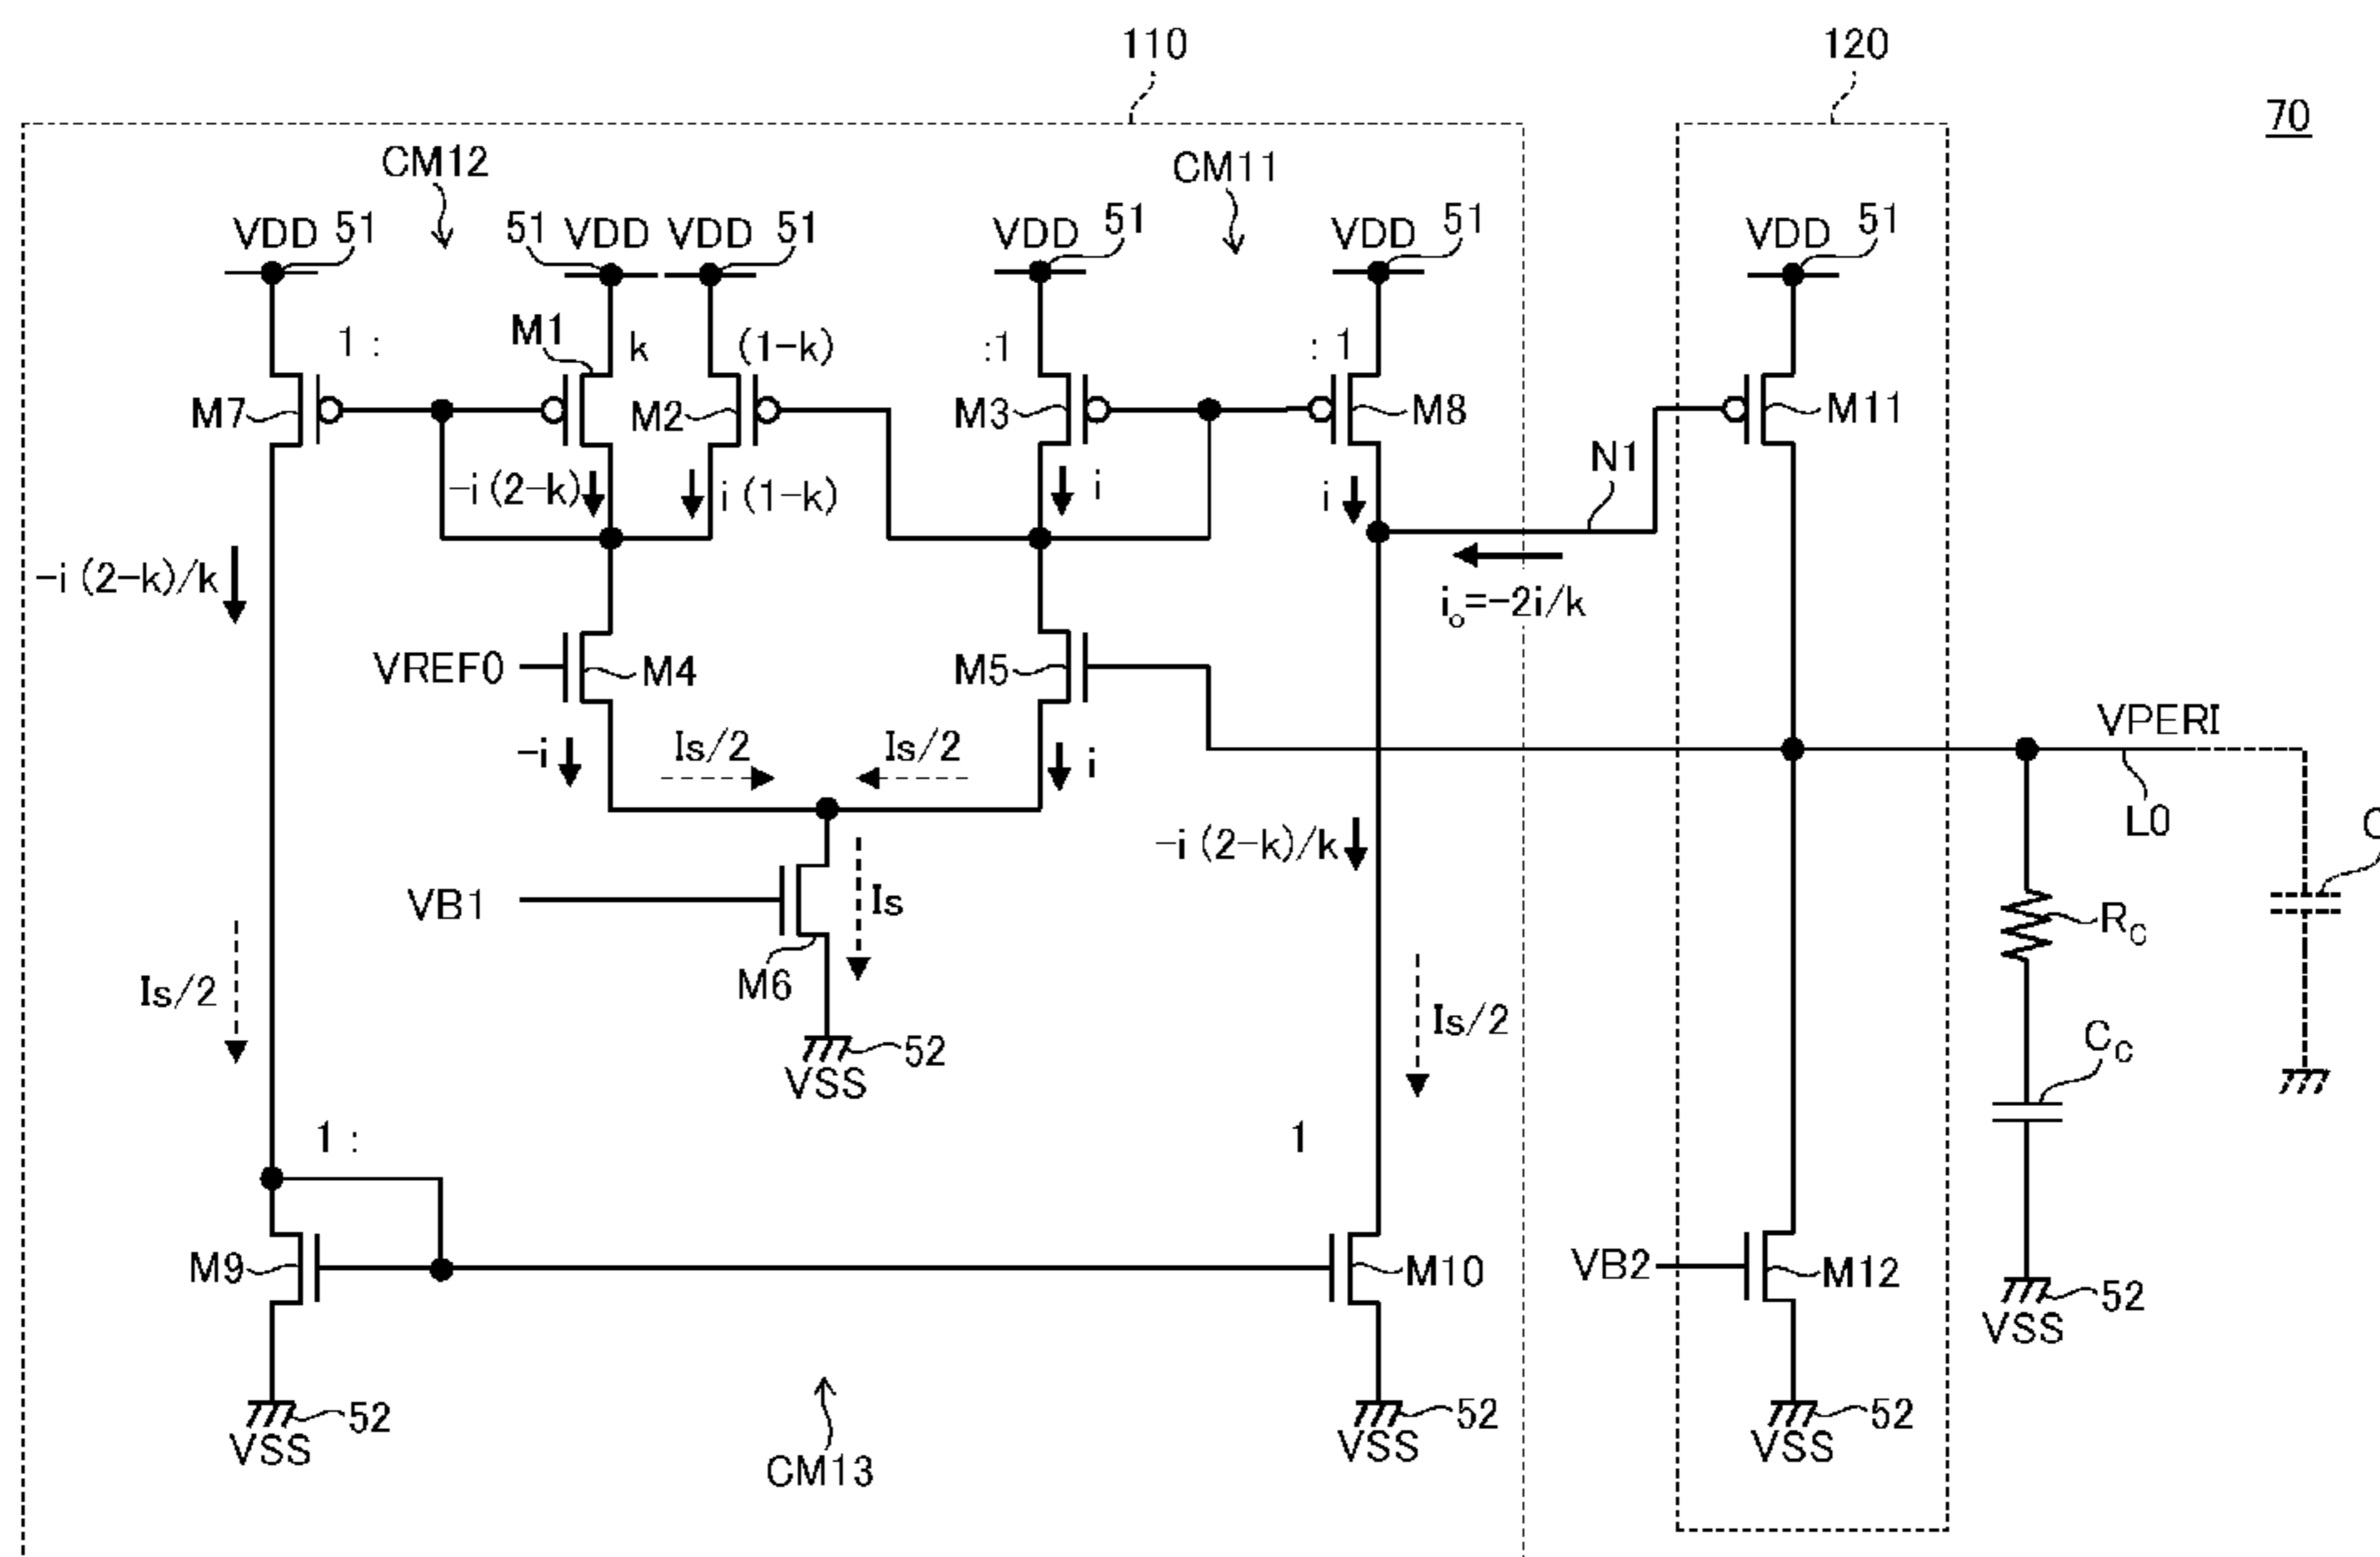 110
120
70
CM12
CM11
VDD 51
51 VDD
VDD 51
VDD 51
VDD 51
VDD 51
1 :
M1
k
(1-k)
:1
: 1
M7
M2
M3
M8
M11
-i (2-k)
i (1-k)
i
i
N1
-i (2-k)/k
i₀=-2i/k
VREF0
M4
M5
-i
Is/2
Is/2
i
VPERI
L0
-i (2-k)/k
VB1
Is
M6
R_C
Is/2
Is/2
52
VSS
C_C
1 :
1
M9
M10
VB2
M12
52
VSS
52
VSS
52
VSS
52
VSS
CM13